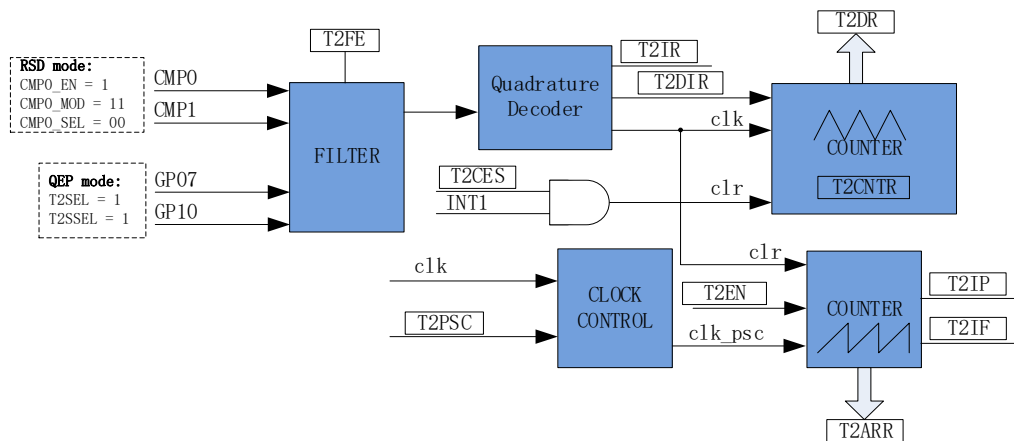 T2DR
T2FE
T2IR
RSD mode:
CMP0_EN = 1
CMP0_MOD = 11
CMP0_SEL = 00
CMP0
CMP1
Quadrature
Decoder
T2DIR
clk
COUNTER
FILTER
T2CNTR
QEP mode:
T2SEL = 1
T2SSEL = 1
GP07
GP10
T2CES
INT1
clr
clr
clk
T2PSC
CLOCK
CONTROL
T2EN
clk_psc
COUNTER
T2IP
T2IF
T2ARR